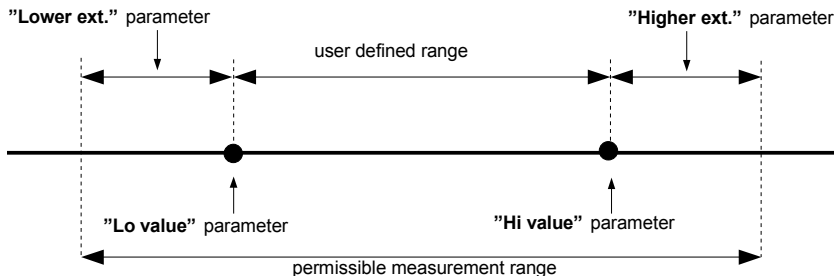 ”Lower ext.” parameter
”Higher ext.” parameter
user defined range
”Lo value” parameter
”Hi value” parameter
permissible measurement range